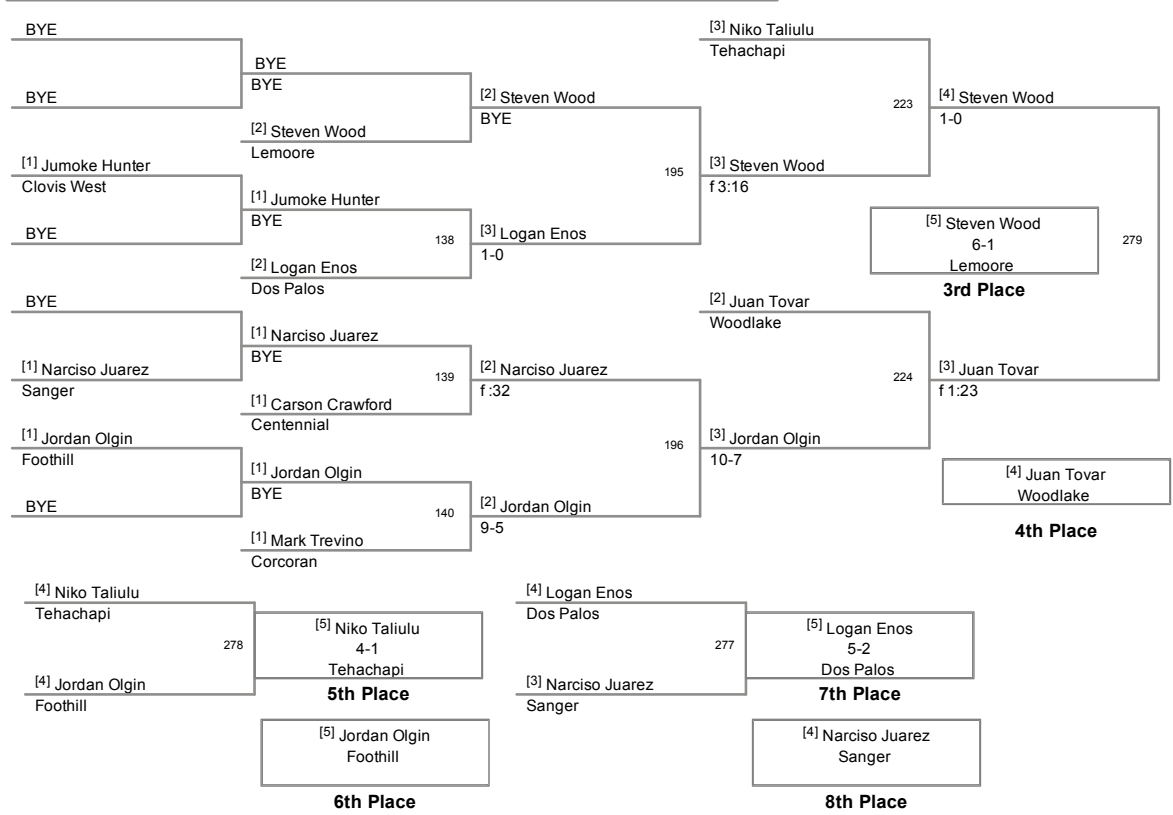 BYE
[3] Niko Taliulu
Tehachapi
BYE
BYE
BYE
[2] Steven Wood
BYE
223
[4] Steven Wood
1-0
[2] Steven Wood
Lemoore
[1] Jumoke Hunter
Clovis West
195
[3] Steven Wood
f 3:16
[1] Jumoke Hunter
BYE
BYE
138
[3] Logan Enos
1-0
[5] Steven Wood
6-1
Lemoore
3rd Place
279
[2] Logan Enos
Dos Palos
BYE
[2] Juan Tovar
Woodlake
[1] Narciso Juarez
BYE
[1] Narciso Juarez
Sanger
139
[2] Narciso Juarez
f :32
224
[3] Juan Tovar
f 1:23
[1] Carson Crawford
Centennial
[1] Jordan Olgin
Foothill
196
[3] Jordan Olgin
10-7
[1] Jordan Olgin
BYE
[4] Juan Tovar
Woodlake
4th Place
BYE
140
[2] Jordan Olgin
9-5
[1] Mark Trevino
Corcoran
[4] Niko Taliulu
Tehachapi
278
[5] Niko Taliulu
4-1
Tehachapi
5th Place
[4] Jordan Olgin
Foothill
[5] Jordan Olgin
Foothill
6th Place
[4] Logan Enos
Dos Palos
277
[5] Logan Enos
5-2
Dos Palos
7th Place
[3] Narciso Juarez
Sanger
[4] Narciso Juarez
Sanger
8th Place